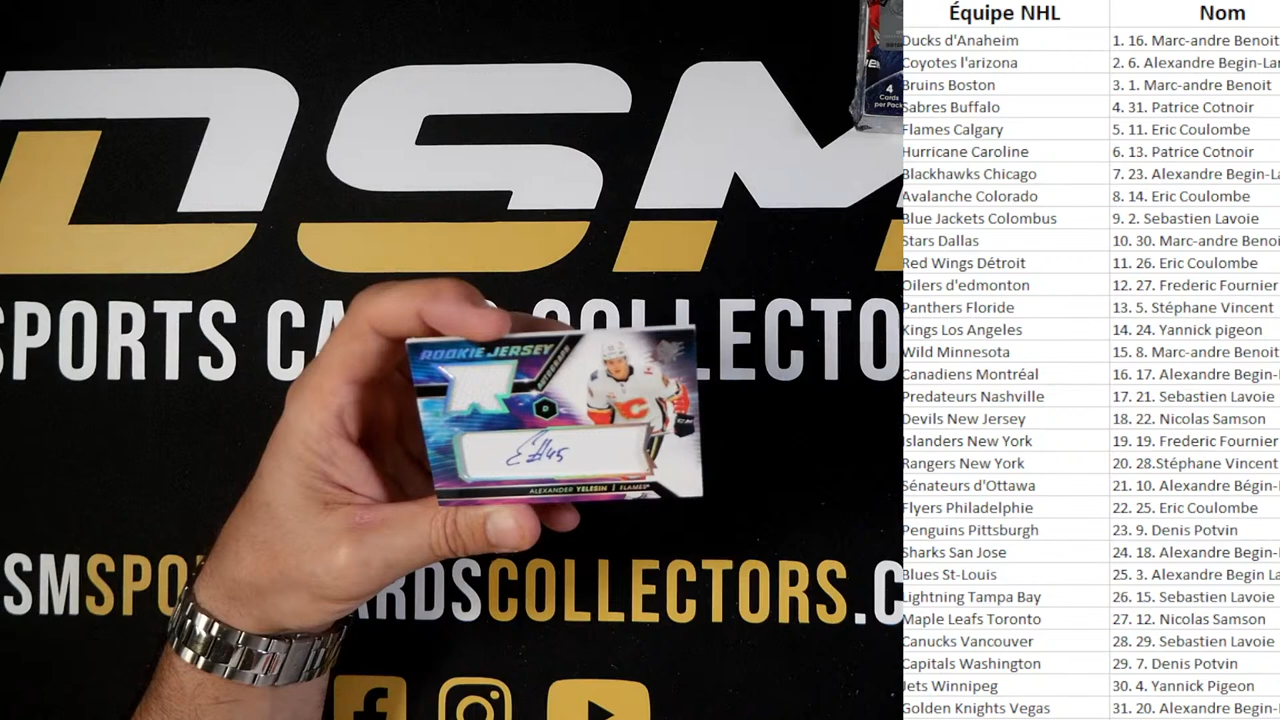 DSM
SPORTS CA
COLLECTO
SMSPO
ARDSCOLLECTORS.C
4
Cards
per Pack
ROOKIE JERSEY
AUTOGRAPH
ALEXANDER YELESIN | FLAMES
Équipe NHL Nom
Ducks d'Anaheim 1. 16. Marc-andre Benoit
Coyotes l'arizona 2. 6. Alexandre Begin-Lar
Bruins Boston 3. 1. Marc-andre Benoit
Sabres Buffalo 4. 31. Patrice Cotnoir
Flames Calgary 5. 11. Eric Coulombe
Hurricane Caroline 6. 13. Patrice Cotnoir
Blackhawks Chicago 7. 23. Alexandre Begin-La
Avalanche Colorado 8. 14. Eric Coulombe
Blue Jackets Colombus 9. 2. Sebastien Lavoie
Stars Dallas 10. 30. Marc-andre Benoi
Red Wings Détroit 11. 26. Eric Coulombe
Oilers d'edmonton 12. 27. Frederic Fournier
Panthers Floride 13. 5. Stéphane Vincent
Kings Los Angeles 14. 24. Yannick pigeon
Wild Minnesota 15. 8. Marc-andre Benoit
Canadiens Montréal 16. 17. Alexandre Begin-
Predateurs Nashville 17. 21. Sebastien Lavoie
Devils New Jersey 18. 22. Nicolas Samson
Islanders New York 19. 19. Frederic Fournier
Rangers New York 20. 28.Stéphane Vincent
Sénateurs d'Ottawa 21. 10. Alexandre Bégin-
Flyers Philadelphie 22. 25. Eric Coulombe
Penguins Pittsburgh 23. 9. Denis Potvin
Sharks San Jose 24. 18. Alexandre Begin-
Blues St-Louis 25. 3. Alexandre Begin La
Lightning Tampa Bay 26. 15. Sebastien Lavoie
Maple Leafs Toronto 27. 12. Nicolas Samson
Canucks Vancouver 28. 29. Sebastien Lavoie
Capitals Washington 29. 7. Denis Potvin
Jets Winnipeg 30. 4. Yannick Pigeon
Golden Knights Vegas 31. 20. Alexandre Begin-